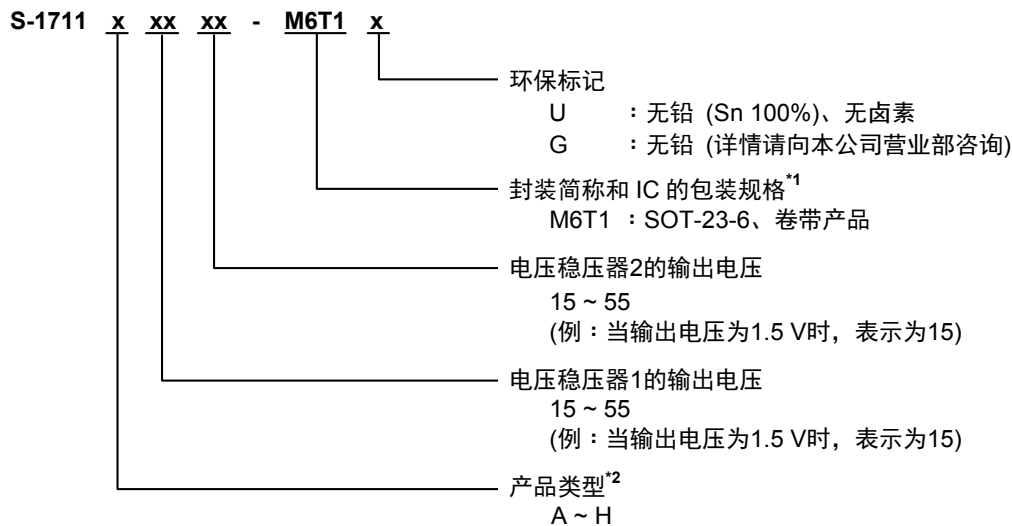 S-1711 x xx xx - M6T1 x
环保标记
U ：无铅 (Sn 100%)、无卤素
G ：无铅 (详情请向本公司营业部咨询)
封装简称和 IC 的包装规格*1
M6T1 ：SOT-23-6、卷带产品
电压稳压器2的输出电压
15 ~ 55
(例：当输出电压为1.5 V时，表示为15)
电压稳压器1的输出电压
15 ~ 55
(例：当输出电压为1.5 V时，表示为15)
产品类型*2
A ~ H